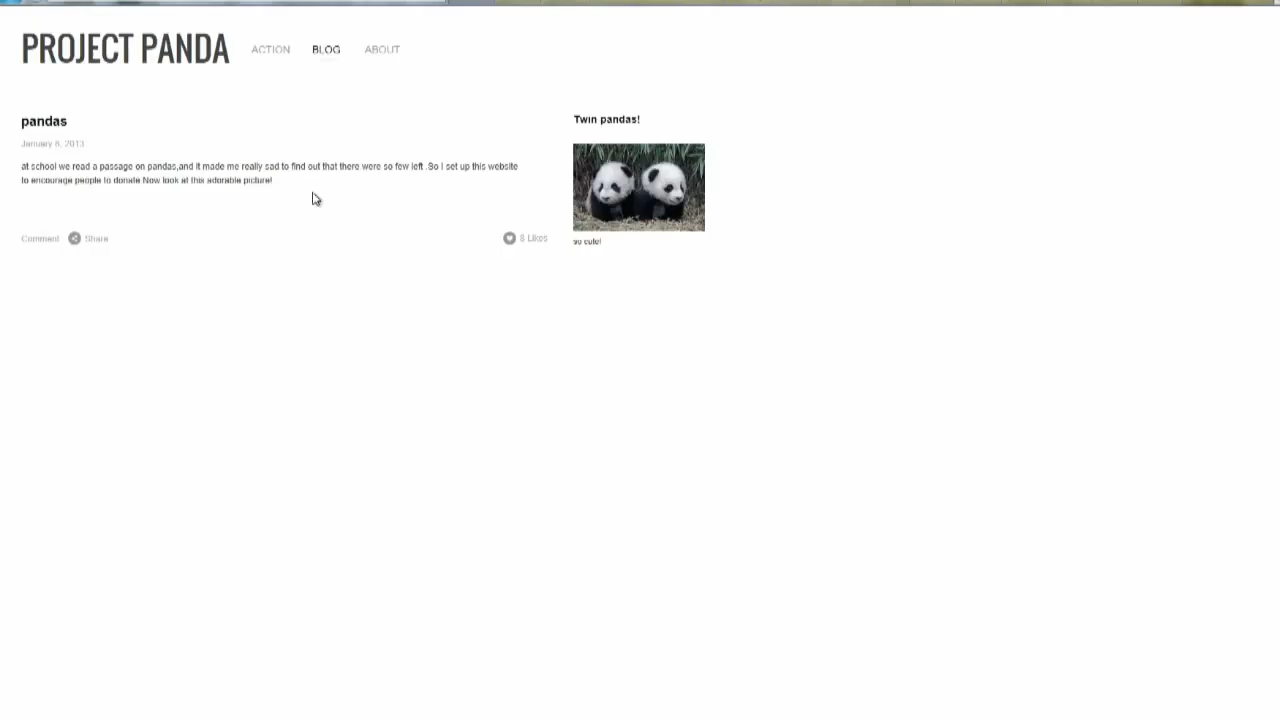 PROJECT PANDA
ACTION BLOG ABOUT
pandas
January 8, 2013
at school we read a passage on pandas,and it made me really sad to find out that there were so few left .So I set up this website
to encourage people to donate Now look at this adorable picture!
Comment Share
8 Likes
Twin pandas!
so cute!